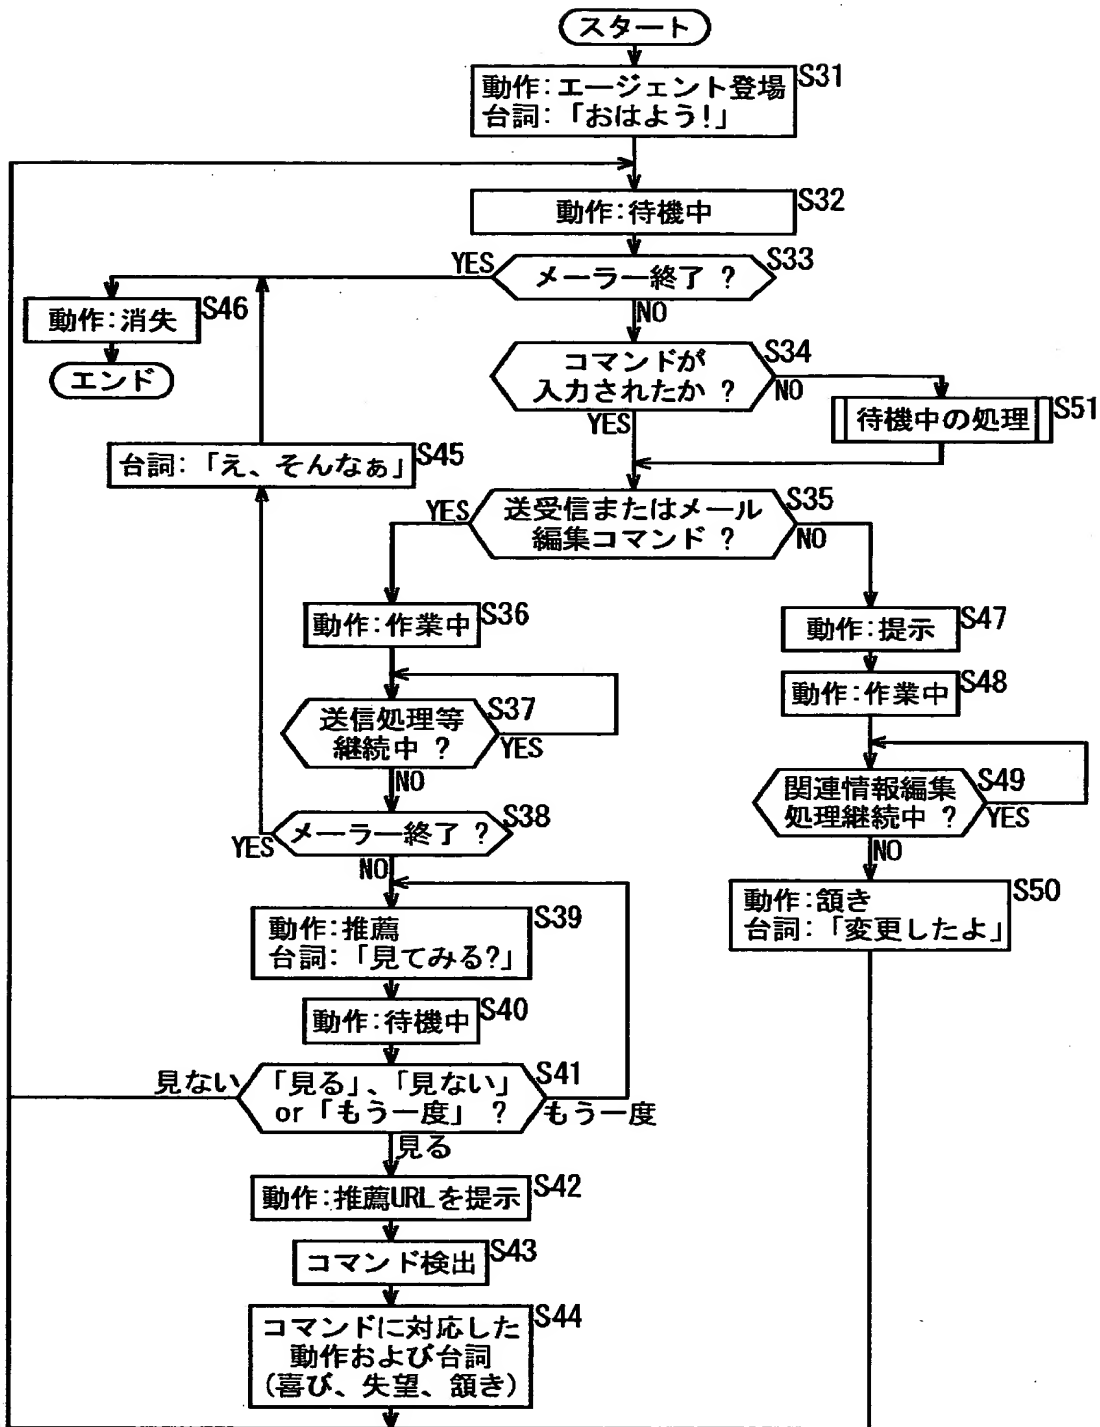 スタート
動作:エージェント登場
台詞:「おはよう!」
S31
動作:待機中
S32
メーラー終了 ?
S33
YES
NO
動作:消失
S46
エンド
コマンドが
入力されたか ?
S34
NO
YES
待機中の処理
S51
台詞:「え、そんなぁ」
S45
送受信またはメール
編集コマンド ?
S35
YES
NO
動作:作業中
S36
送信処理等
継続中 ?
S37
YES
NO
メーラー終了 ?
S38
YES
NO
動作:推薦
台詞:「見てみる?」
S39
動作:待機中
S40
「見る」、「見ない」
or「もう一度」 ?
S41
見ない
もう一度
見る
動作:推薦URLを提示
S42
コマンド検出
S43
コマンドに対応した
動作および台詞
(喜び、失望、頷き)
S44
動作:提示
S47
動作:作業中
S48
関連情報編集
処理継続中 ?
S49
YES
NO
動作:頷き
台詞:「変更したよ」
S50